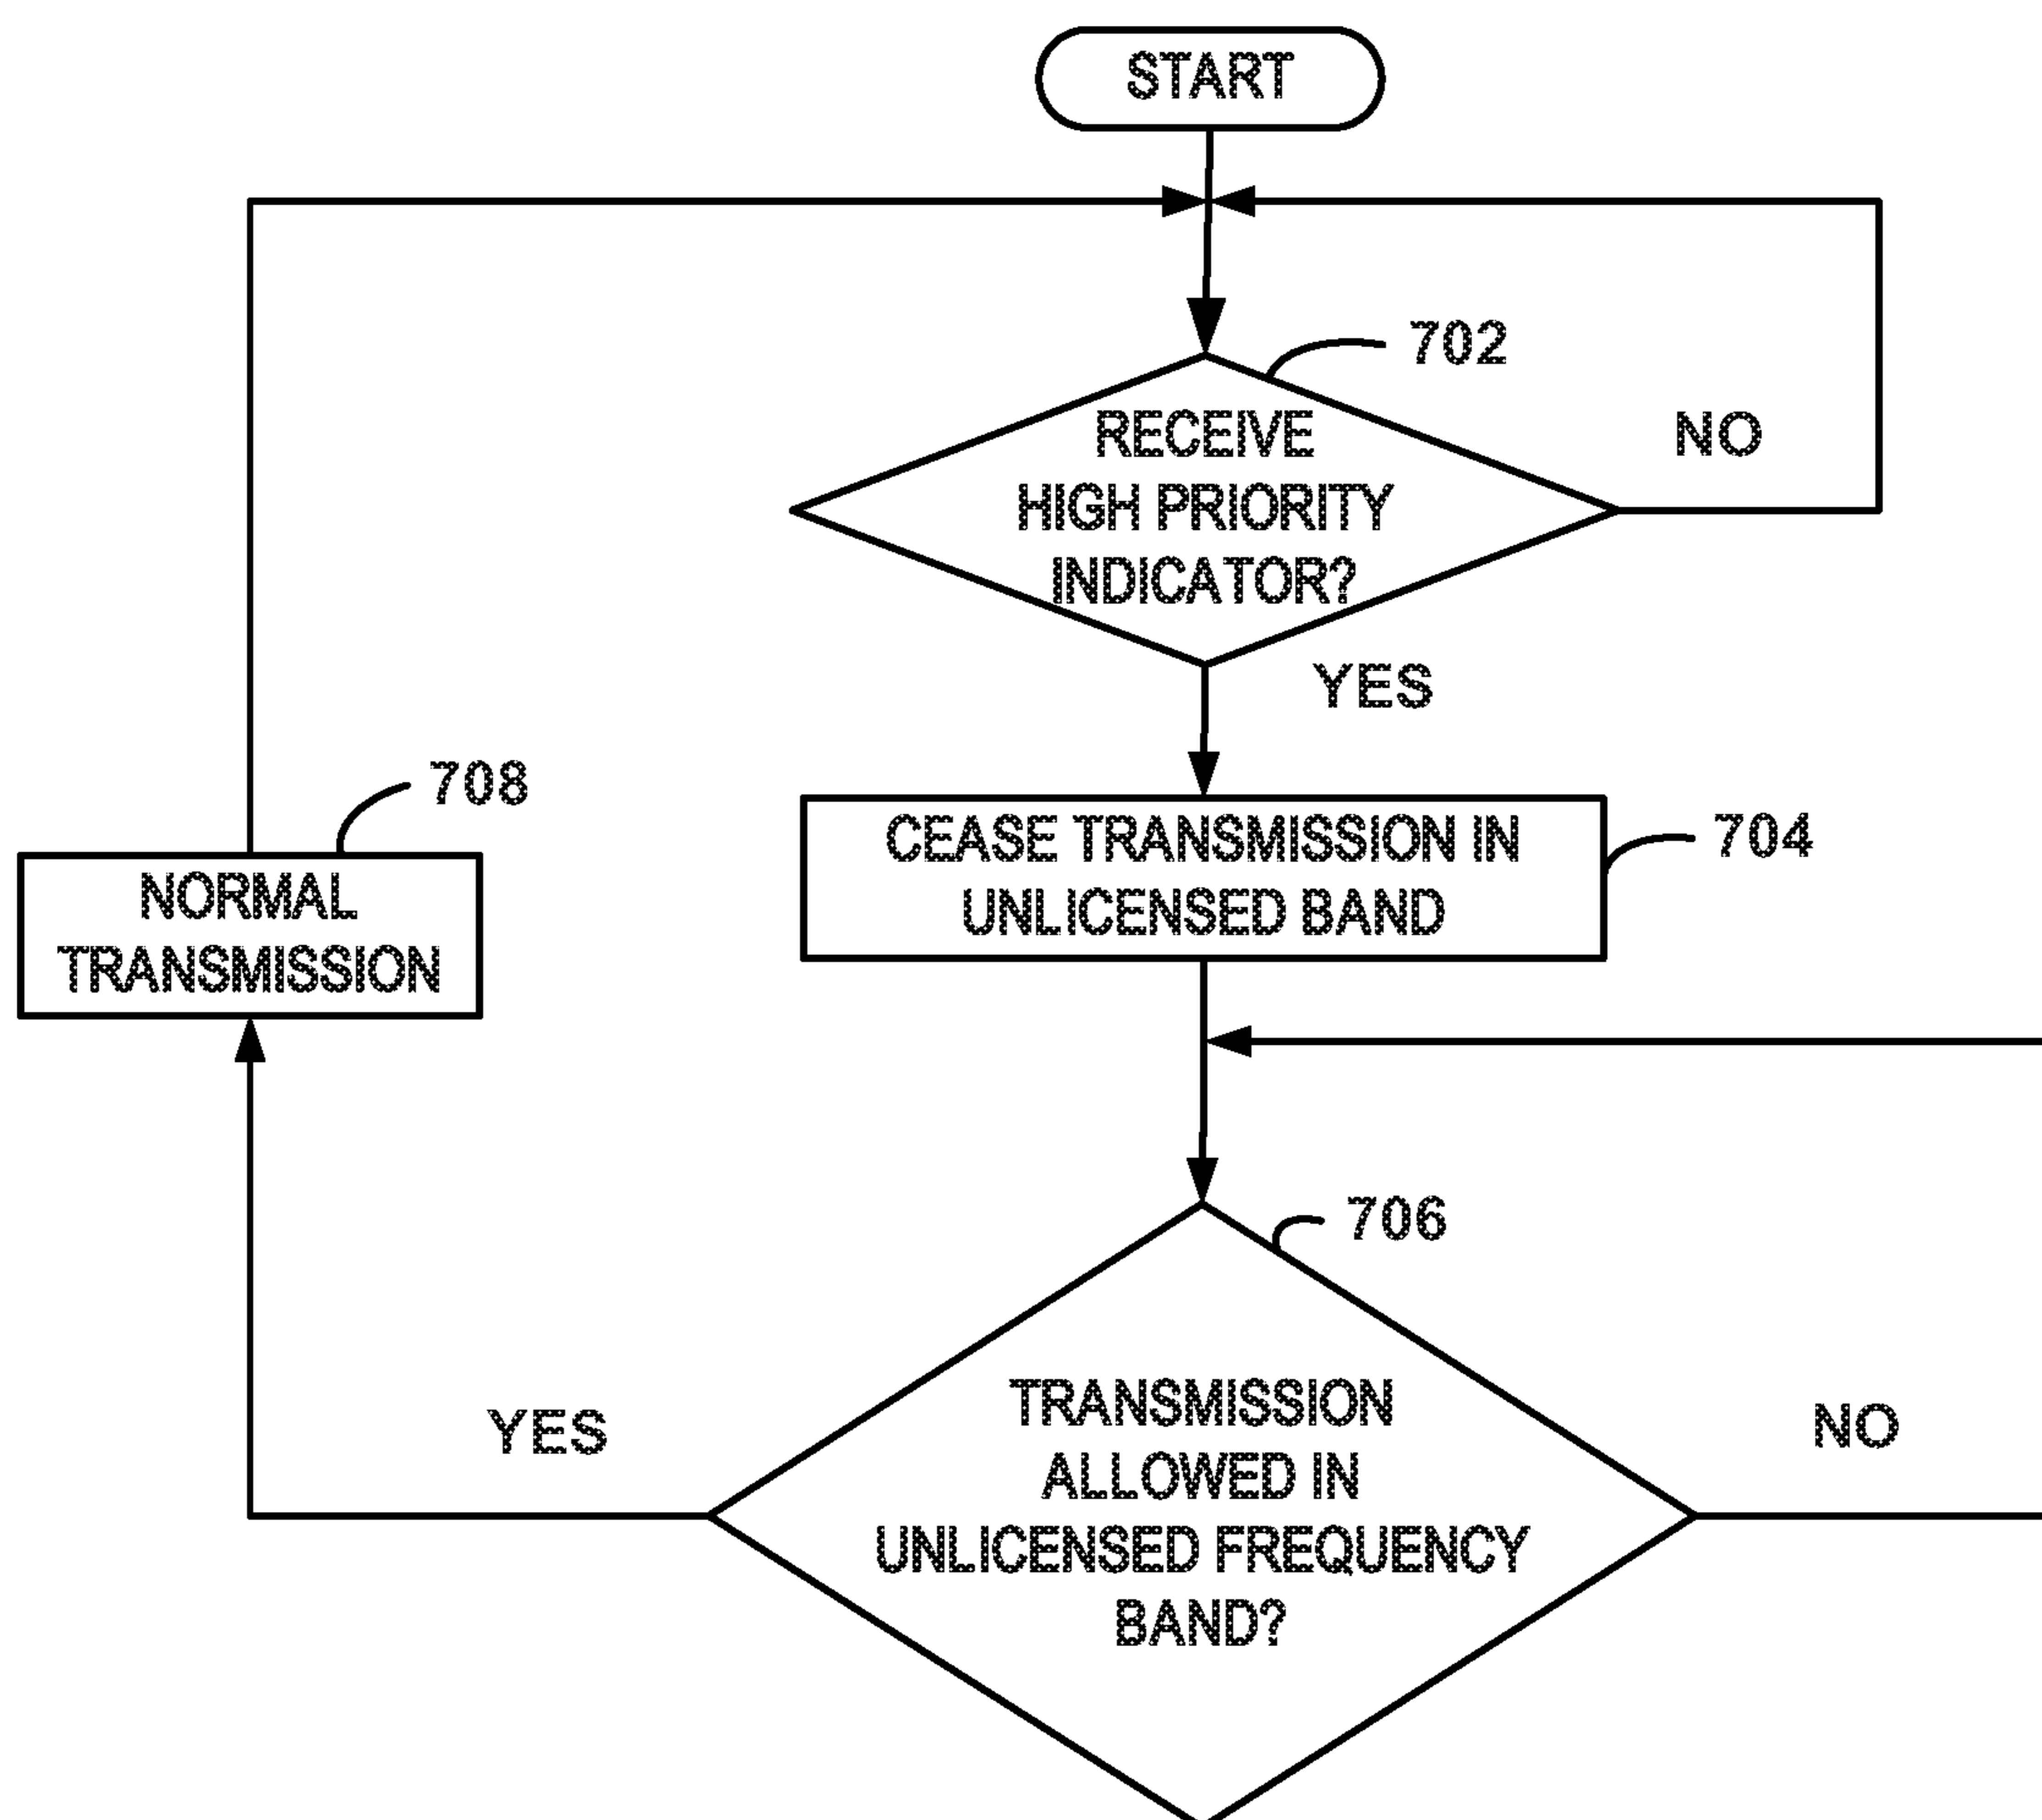 START
702
RECEIVE
HIGH PRIORITY
INDICATOR?
NO
YES
708
NORMAL
TRANSMISSION
CEASE TRANSMISSION IN
UNLICENSED BAND
704
706
TRANSMISSION
ALLOWED IN
UNLICENSED FREQUENCY
BAND?
YES
NO